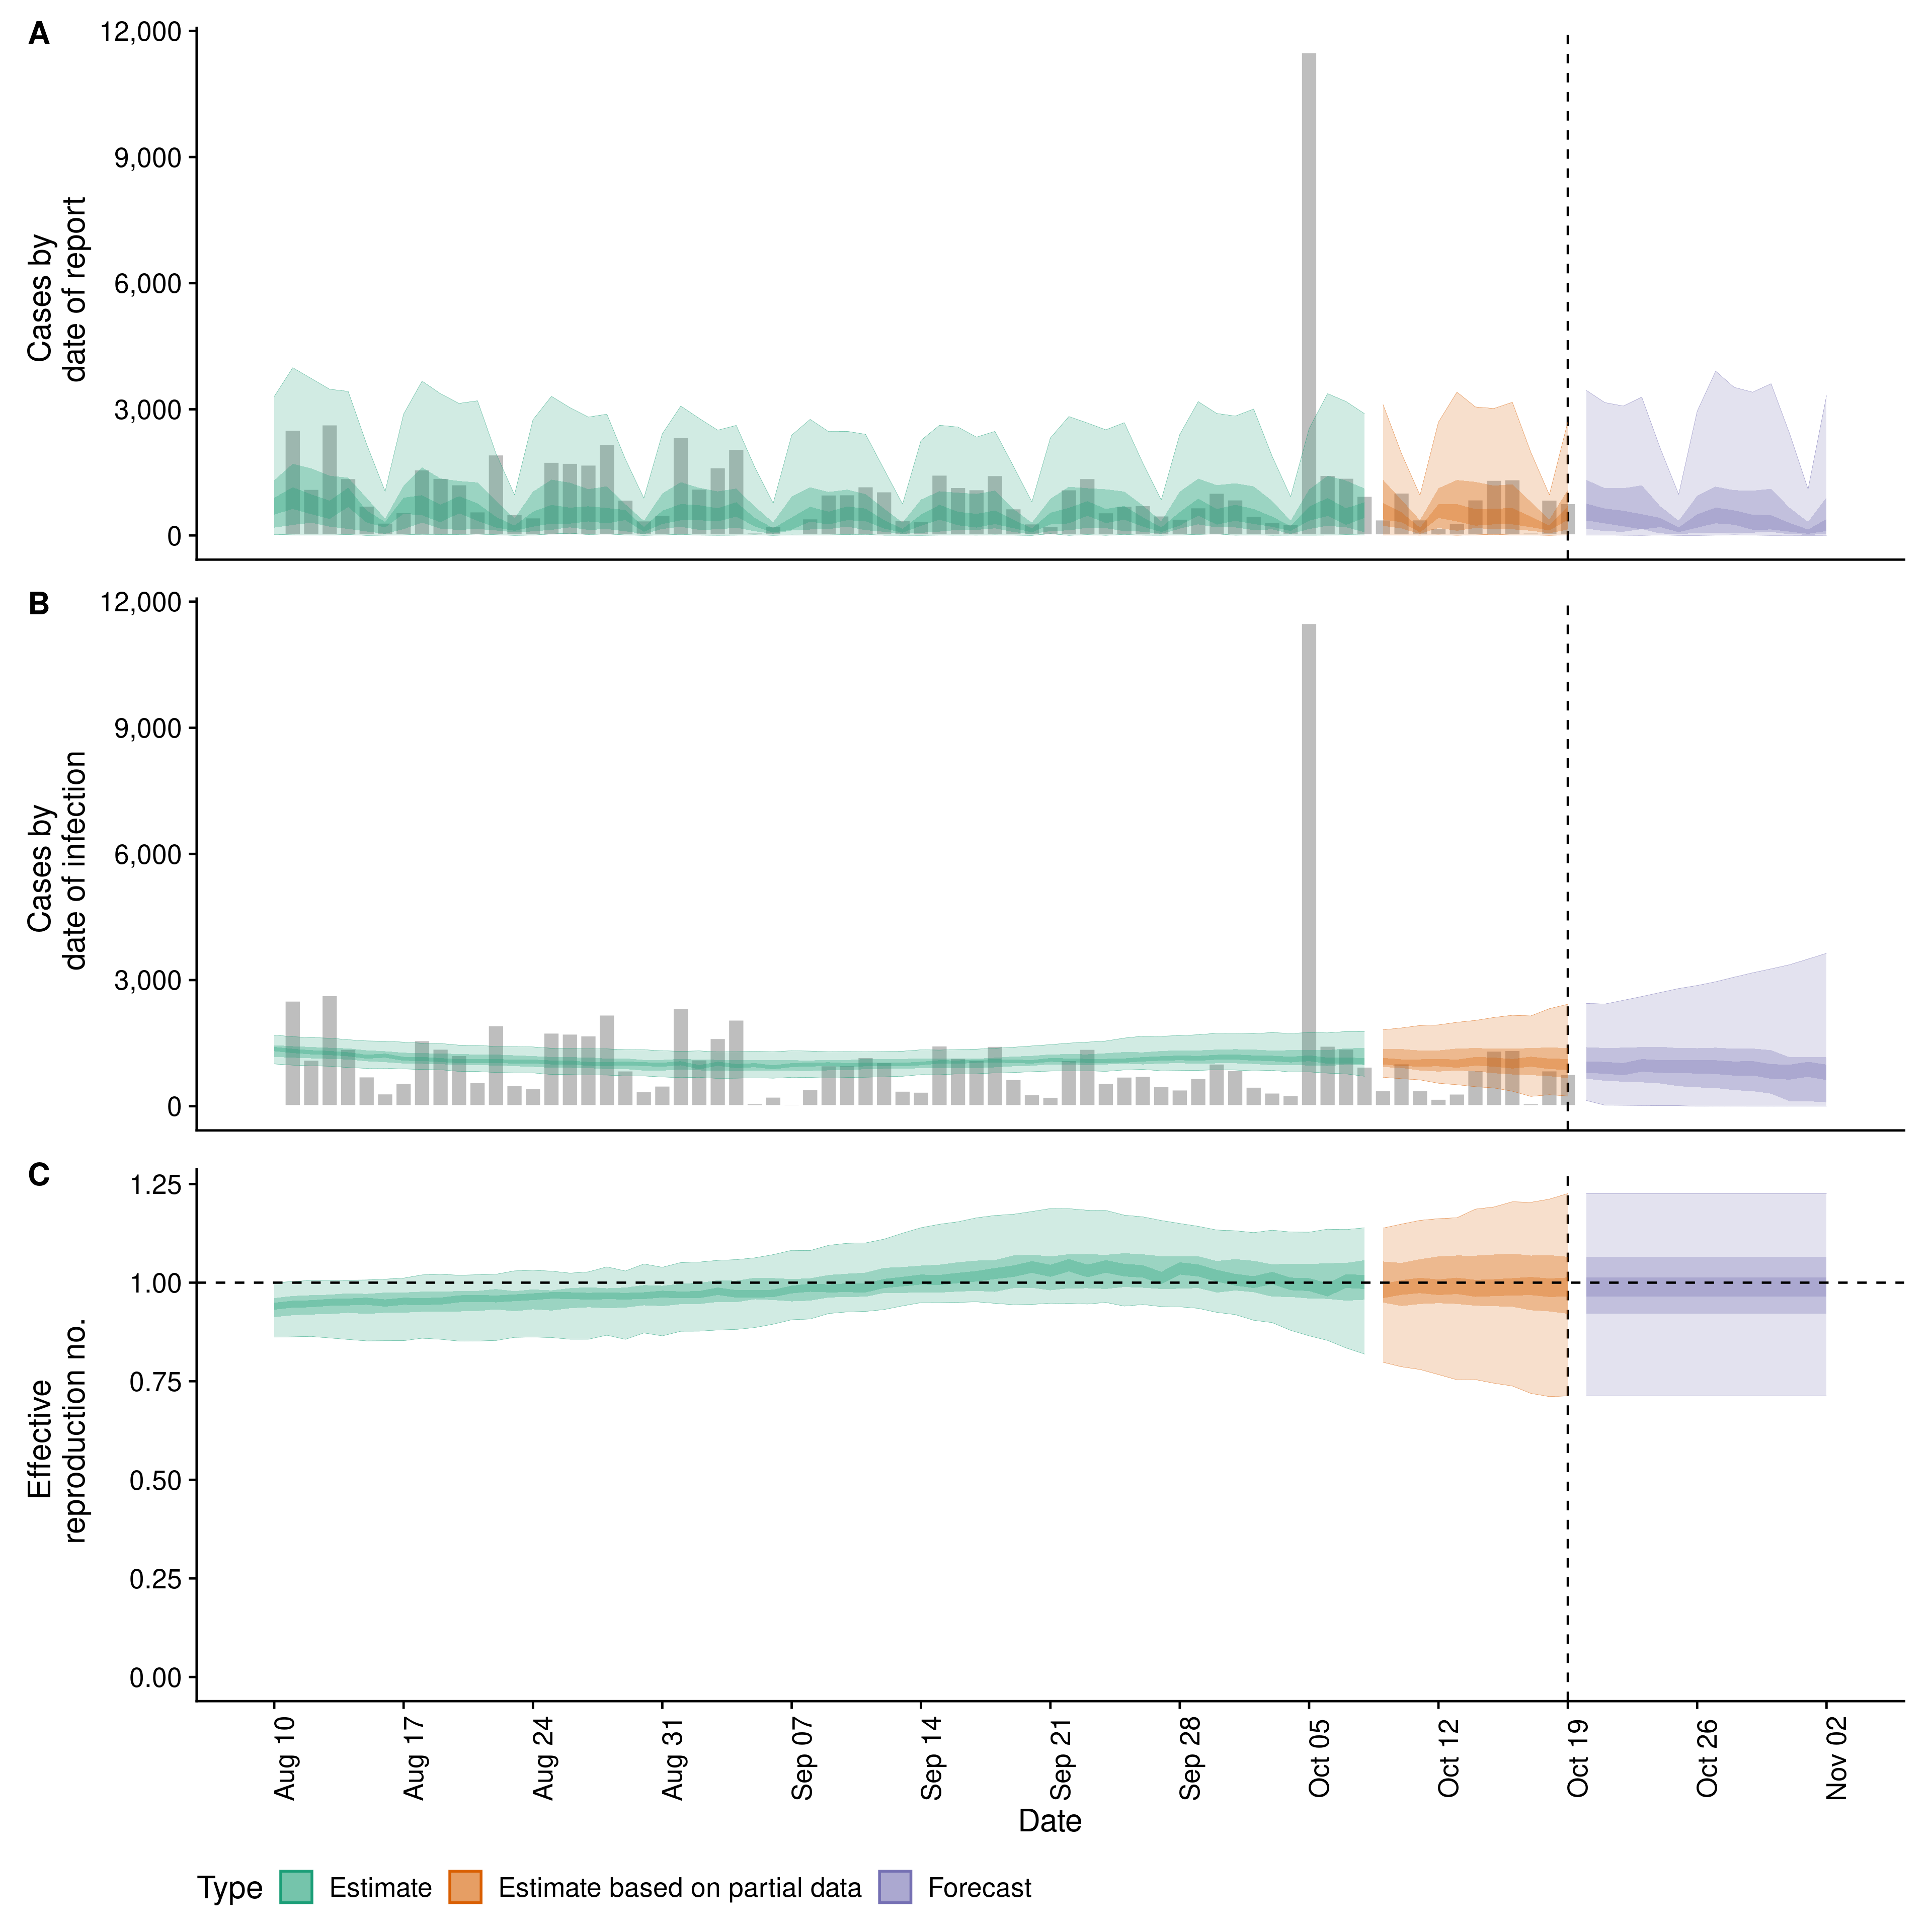 A
12,000
9,000
6,000
3,000
0
Cases by
date of report
B
12,000
9,000
6,000
3,000
0
Cases by
date of infection
C
1.25
1.00
0.75
0.50
0.25
0.00
Effective
reproduction no.
Aug 10
Aug 17
Aug 24
Aug 31
Sep 07
Sep 14
Sep 21
Sep 28
Oct 05
Oct 12
Oct 19
Oct 26
Nov 02
Date
Type Estimate Estimate based on partial data Forecast